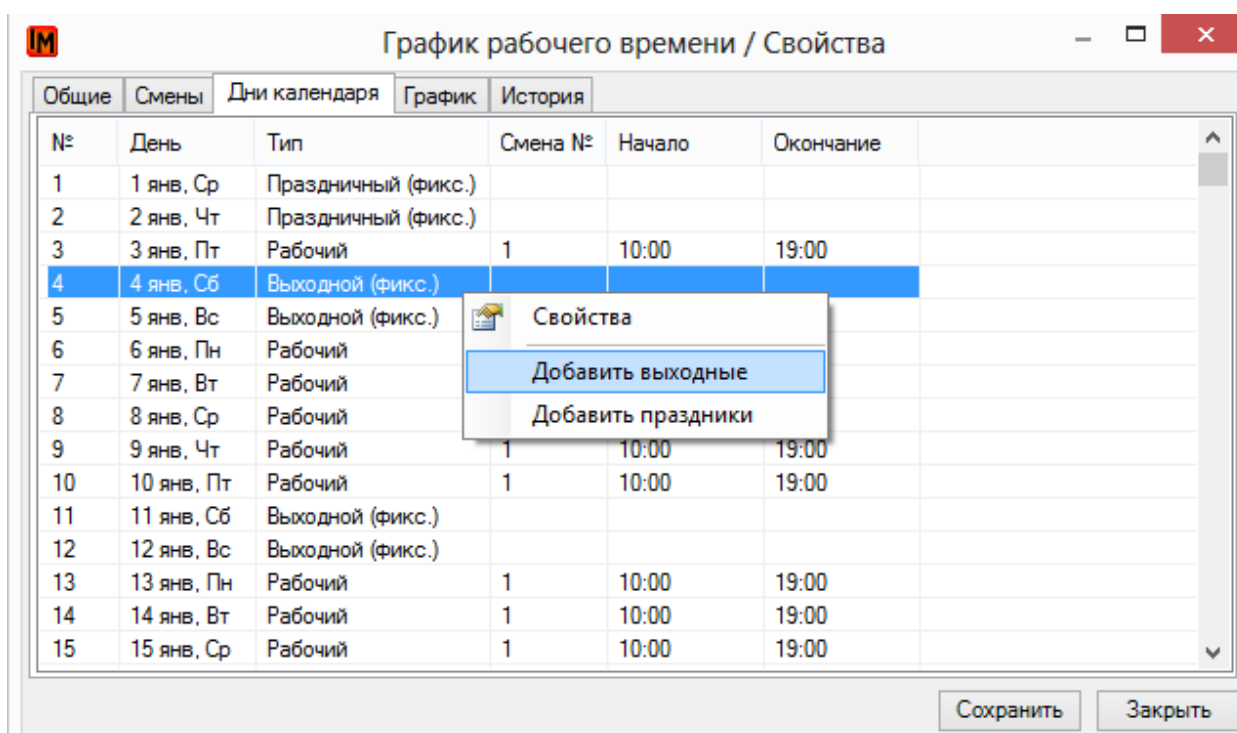 IM
График рабочего времени / Свойства
Общие Смены Дни календаря График История
№ День Тип Смена № Начало Окончание
1 1 янв, Ср Праздничный (фикс.)
2 2 янв, Чт Праздничный (фикс.)
3 3 янв, Пт Рабочий 1 10:00 19:00
4 4 янв, Сб Выходной (фикс.)
5 5 янв, Вс Выходной (фикс.) Свойства
6 6 янв, Пн Рабочий
7 7 янв, Вт Рабочий Добавить выходные
8 8 янв, Ср Рабочий Добавить праздники
9 9 янв, Чт Рабочий 1 10:00 19:00
10 10 янв, Пт Рабочий 1 10:00 19:00
11 11 янв, Сб Выходной (фикс.)
12 12 янв, Вс Выходной (фикс.)
13 13 янв, Пн Рабочий 1 10:00 19:00
14 14 янв, Вт Рабочий 1 10:00 19:00
15 15 янв, Ср Рабочий 1 10:00 19:00
Сохранить Закрыть